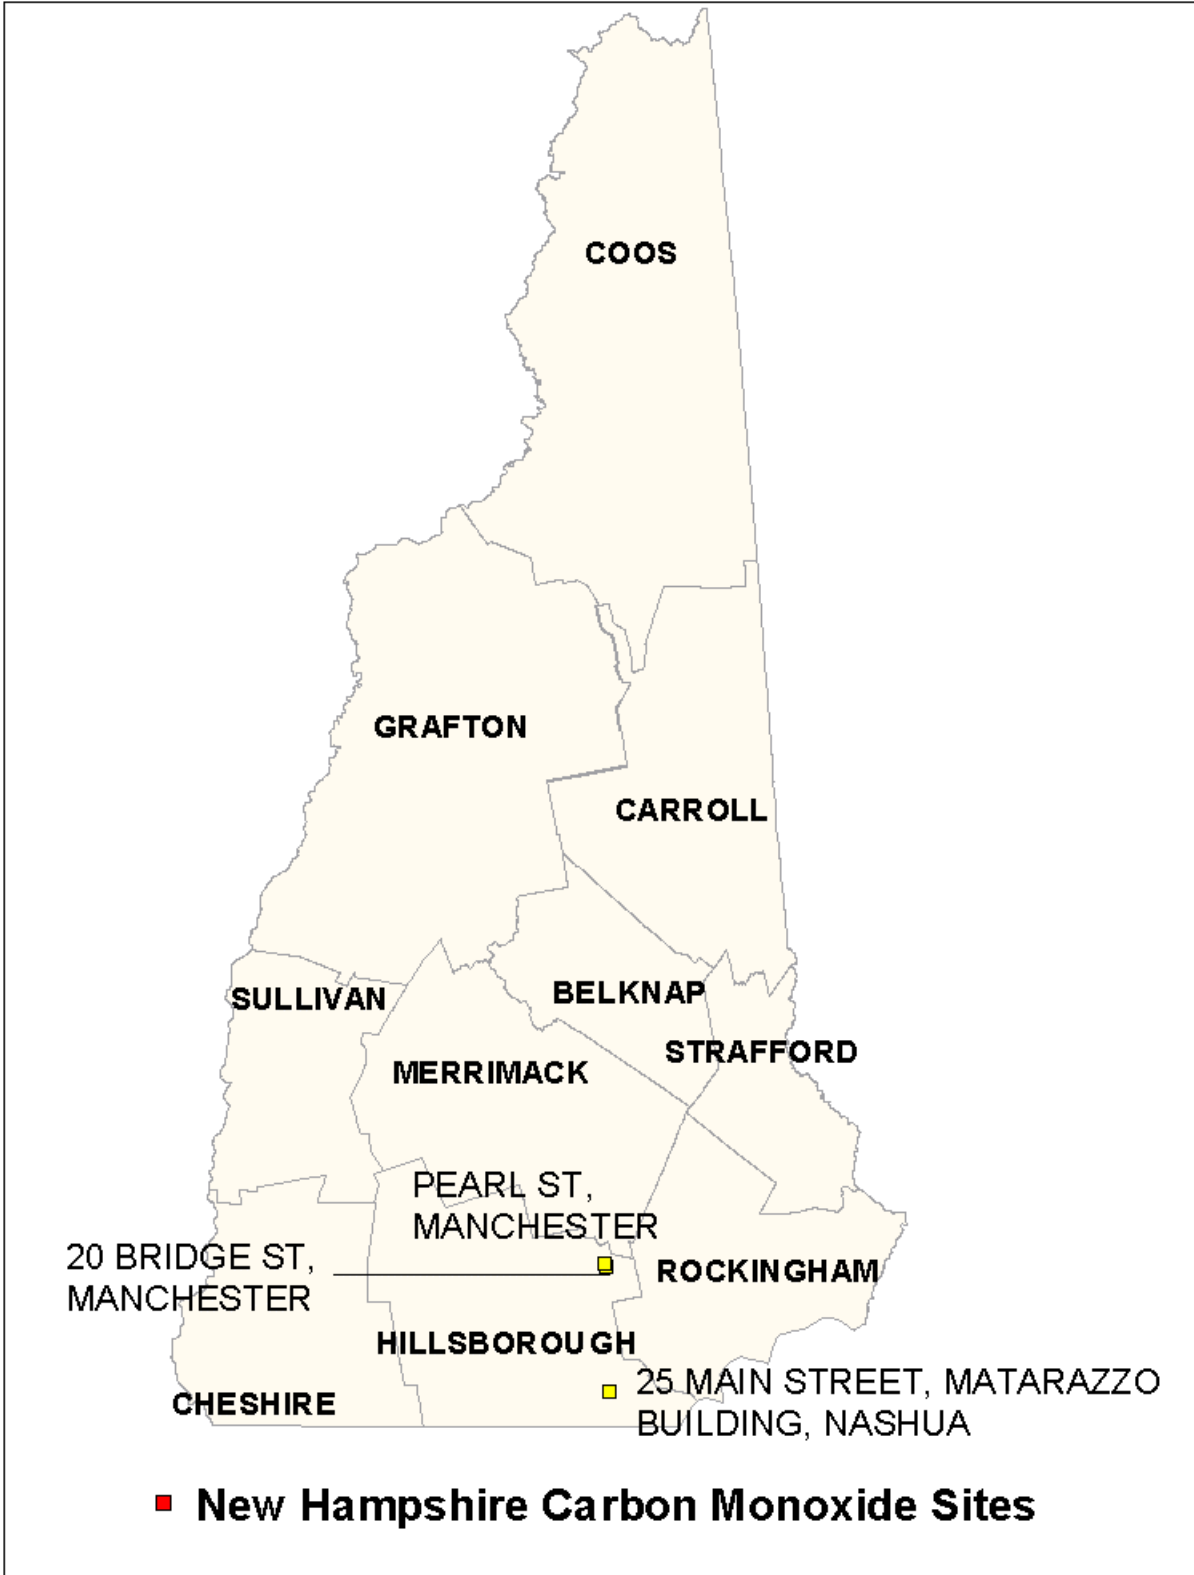 COOS
GRAFTON
CARROLL
SULLIVAN
BELKNAP
STRAFFORD
MERRIMACK
PEARL ST,
MANCHESTER
20 BRIDGE ST,
MANCHESTER
ROCKINGHAM
HILLSBOROUGH
25 MAIN STREET, MATARAZZO
BUILDING, NASHUA
CHESHIRE
New Hampshire Carbon Monoxide Sites